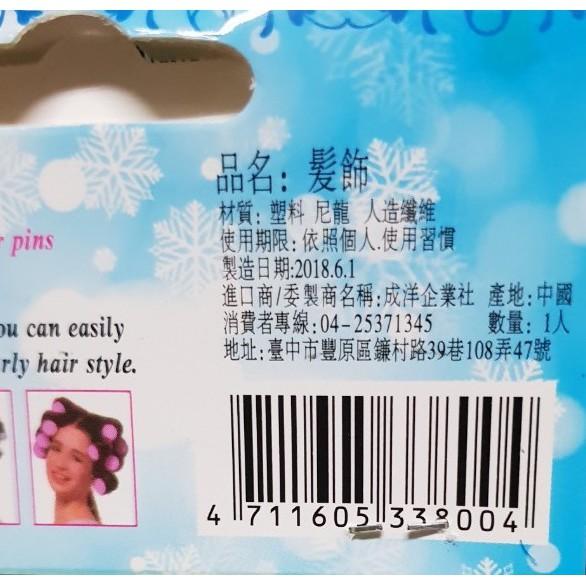 品名: 髮飾
材質: 塑料 尼龍 人造纖維
r pins
使用期限: 依照個人.使用習慣
製造日期:2018.6.1
進口商/委製商名稱:成洋企業社 產地:中國
ou can easily
消費者專線:04-25371345 數量: 1人
rly hair style.
地址:臺中市豐原區鐮村路39巷108弄47號
4 711605 338004